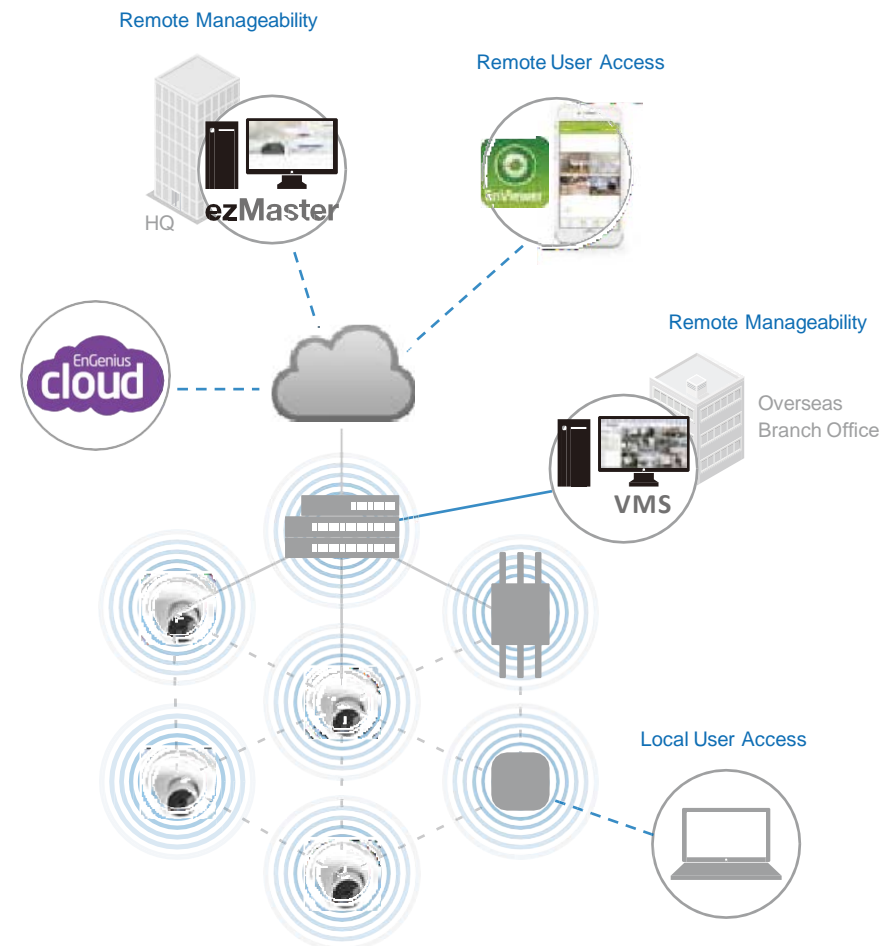 Remote Manageability
Remote User Access
HQ
ezMaster
Remote Manageability
EnGenius
cloud
Overseas
Branch Office
VMS
Local User Access